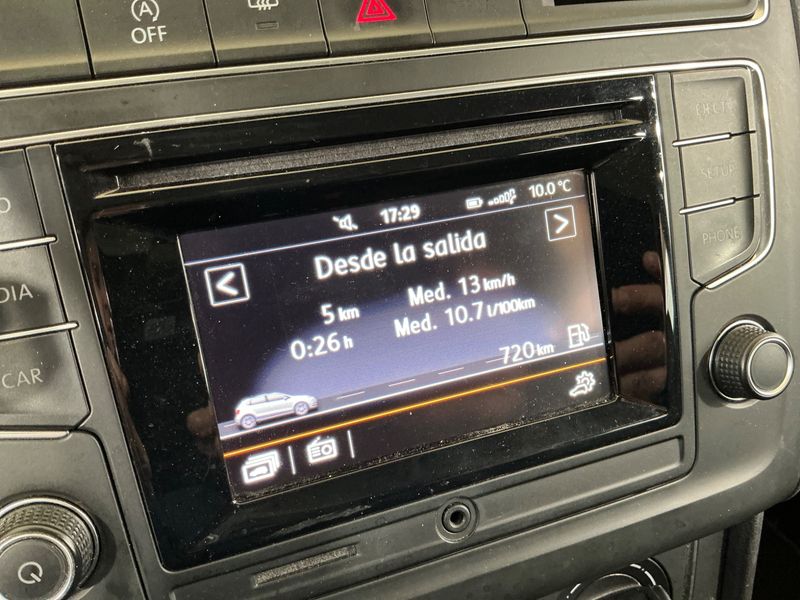 A
OFF
EJECT
17:29
10.0 °C
SETUP
<
Desde la salida
>
PHONE
5 km
Med. 13 km/h
0:26 h
Med. 10.7 l/100km
720 km
DIA
CAR